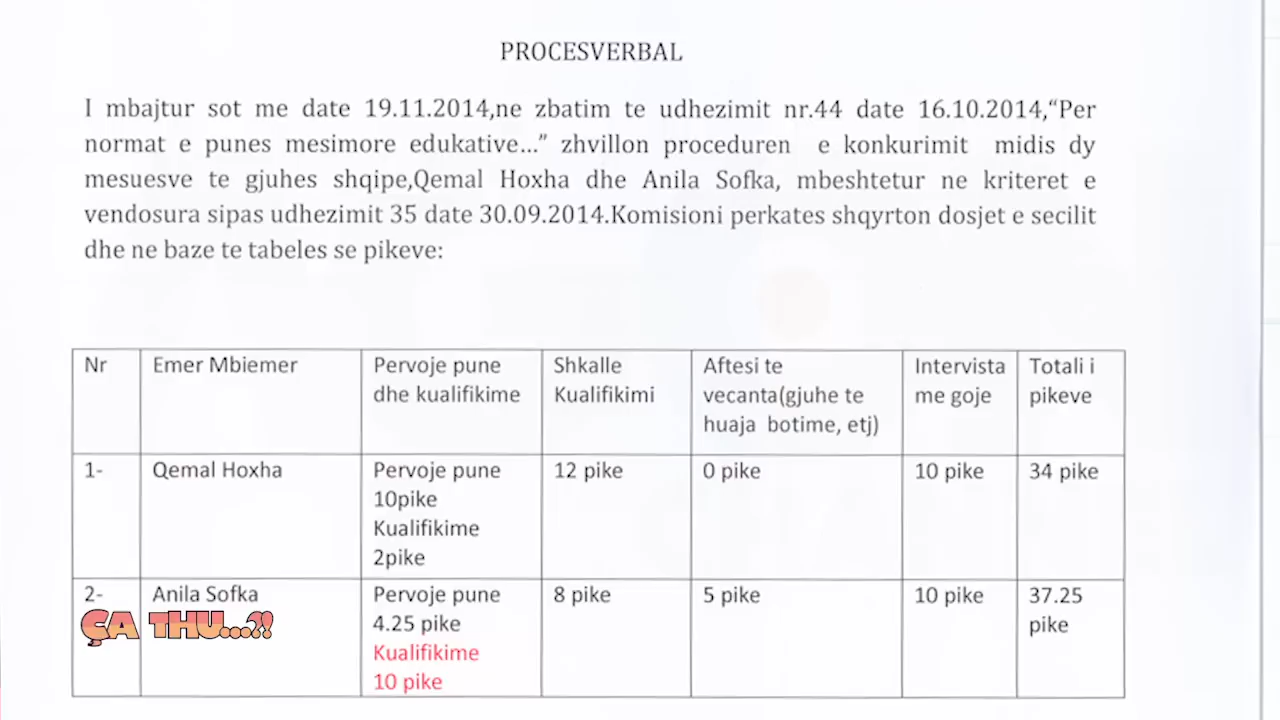 PROCESVERBAL
I mbajtur sot me date 19.11.2014,ne zbatim te udhezimit nr.44 date 16.10.2014,“Per
normat e punes mesimore edukative...” zhvillon proceduren e konkurimit midis dy
mesuesve te gjuhes shqipe,Qemal Hoxha dhe Anila Sofka, mbeshtetur ne kriteret e
vendosura sipas udhezimit 35 date 30.09.2014.Komisioni perkates shqyrton dosjet e secilit
dhe ne baze te tabeles se pikeve:
Nr Emer Mbiemer Pervoje pune Shkalle Aftesi te Intervista Totali i
dhe kualifikime Kualifikimi vecanta(gjuhe te me goje pikeve
huaja botime, etj)
1- Qemal Hoxha Pervoje pune 12 pike 0 pike 10 pike 34 pike
10pike
Kualifikime
2pike
2- Anila Sofka Pervoje pune 8 pike 5 pike 10 pike 37.25
ÇA THU...?! 4.25 pike pike
Kualifikime
10 pike